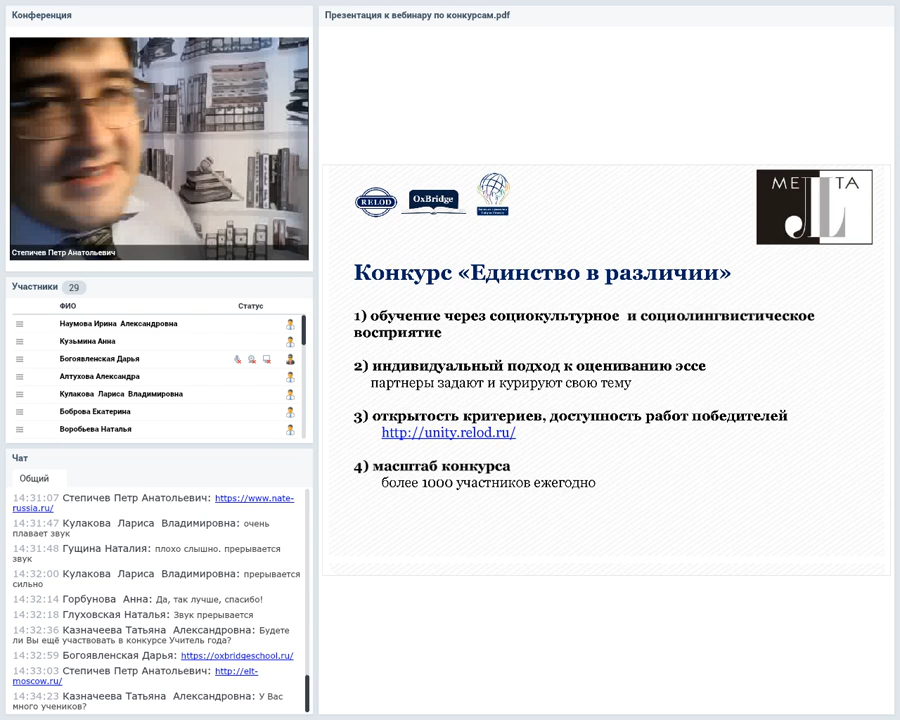 Конференция
Степичев Петр Анатольевич
Участники 29
ФИО Статус
Наумова Ирина Александровна
Кузьмина Анна
Богоявленская Дарья
Алтухова Александра
Кулакова Лариса Владимировна
Боброва Екатерина
Воробьева Наталья
Чат
Общий
14:31:07 Степичев Петр Анатольевич: https://www.nate-
russia.ru/
14:31:47 Кулакова Лариса Владимировна: очень
плавает звук
14:31:48 Гущина Наталия: плохо слышно. прерывается
звук
14:32:00 Кулакова Лариса Владимировна: прерывается
сильно
14:32:14 Горбунова Анна: Да, так лучше, спасибо!
14:32:18 Глуховская Наталья: Звук прерывается
14:32:36 Казначеева Татьяна Александровна: Будете
ли Вы ещё участвовать в конкурсе Учитель года?
14:32:59 Богоявленская Дарья: https://oxbridgeschool.ru/
14:33:03 Степичев Петр Анатольевич: http://elt-
moscow.ru/
14:34:23 Казначеева Татьяна Александровна: У Вас
много учеников?
Презентация к вебинару по конкурсам.pdf
RELOD
OxBridge
МЕТТА
Конкурс «Единство в различии»
1) обучение через социокультурное и социолингвистическое
восприятие
2) индивидуальный подход к оцениванию эссе
партнеры задают и курируют свою тему
3) открытость критериев, доступность работ победителей
http://unity.relod.ru/
4) масштаб конкурса
более 1000 участников ежегодно